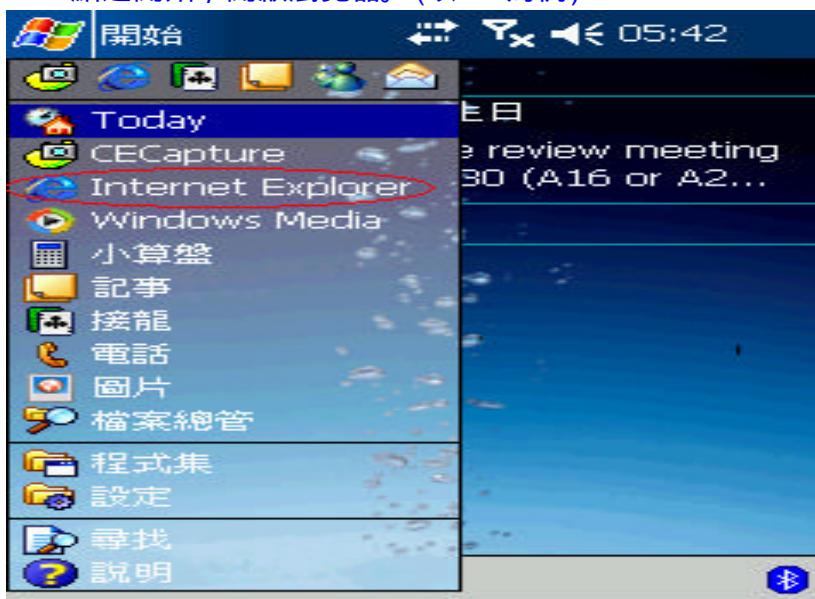 開始 05:42
Today
CECapture
Internet Explorer
Windows Media
小算盤
記事
接龍
電話
圖片
檔案總管
程式集
設定
尋找
説明
生日
e review meeting
30 (A16 or A2...